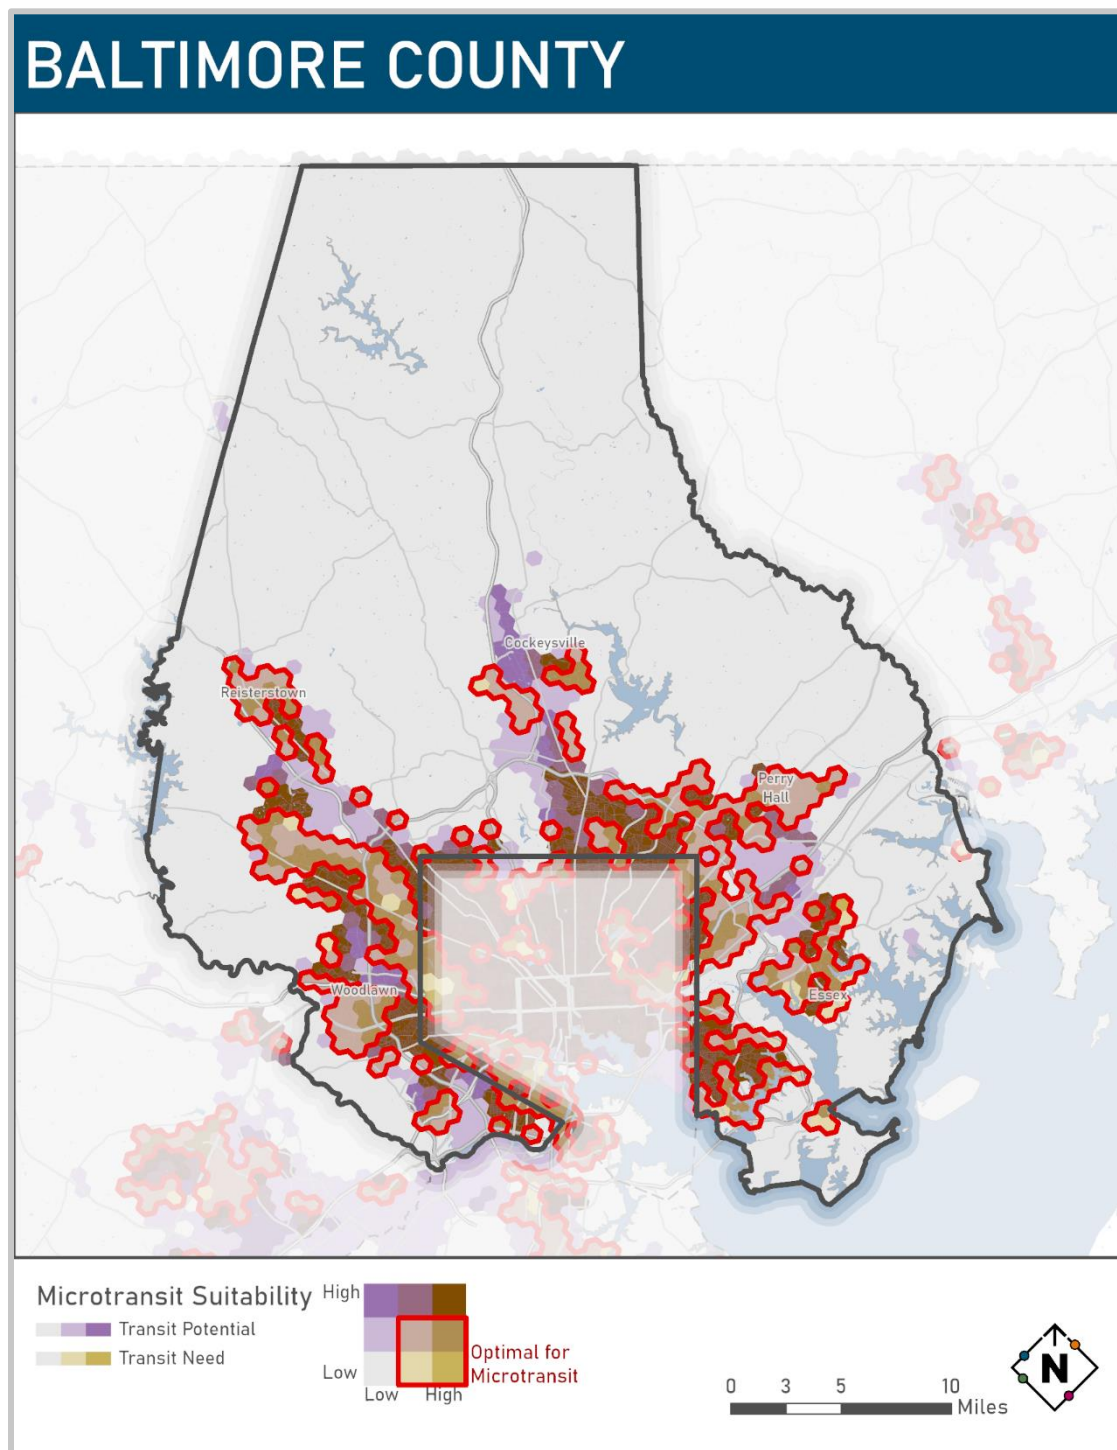 BALTIMORE COUNTY
Cockeysville
Reisterstown
Perry
Hall
Woodlawn
Essex
Microtransit Suitability
Transit Potential
Transit Need
High
Low
Low
High
Optimal for
Microtransit
0
3
5
10
Miles
N